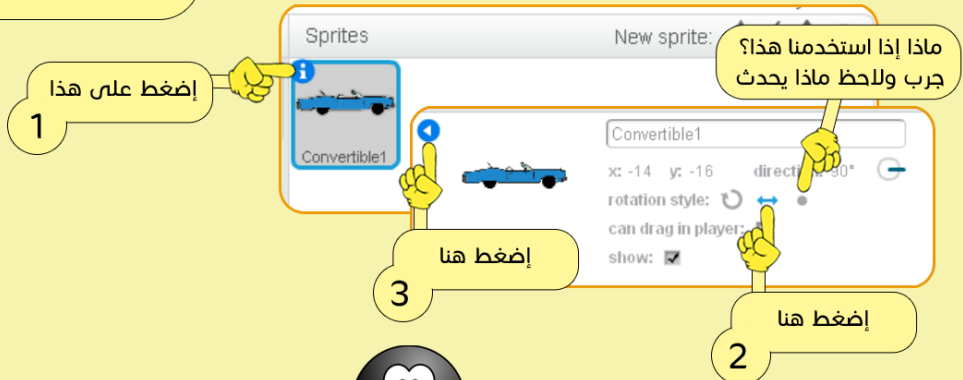 Sprites
New sprite:
ماذا إذا استخدمنا هذا؟
جرب ولاحظ ماذا يحدث
إضغط على هذا
1
Convertible1
Convertible1
x: -14 y: -16 90°
rotation style:
can drag in player:
show:
إضغط هنا
3
إضغط هنا
2